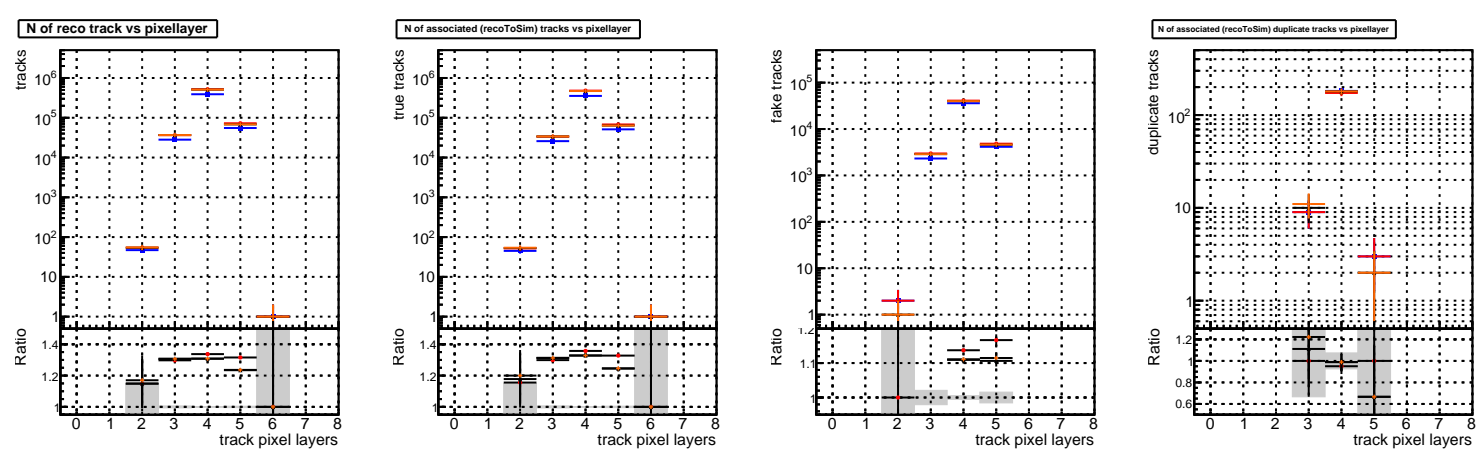 N of reco track vs pixellayer
tracks
10^6
10^5
10^4
10^3
10^2
10
1
Ratio
1.4
1.2
1
0 1 2 3 4 5 6 7 8
track pixel layers
N of associated (recoToSim) tracks vs pixellayer
true tracks
10^6
10^5
10^4
10^3
10^2
10
1
Ratio
1.4
1.2
1
0 1 2 3 4 5 6 7 8
track pixel layers
fake tracks
10^5
10^4
10^3
10^2
10
1
Ratio
1.2
1.1
1
0 1 2 3 4 5 6 7 8
track pixel layers
N of associated (recoToSim) duplicate tracks vs pixellayer
duplicate tracks
10^2
10
1
Ratio
1.2
1
0.8
0.6
0 1 2 3 4 5 6 7 8
track pixel layers